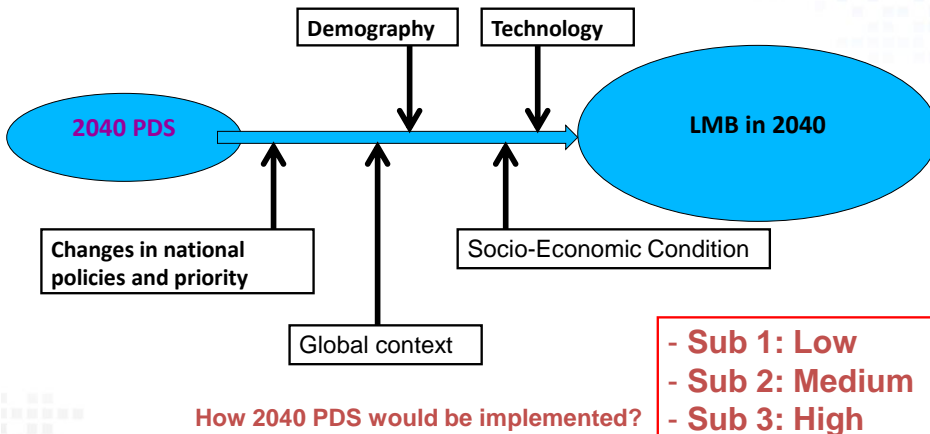 Demography
Technology
2040 PDS
LMB in 2040
Changes in national
policies and priority
Socio-Economic Condition
Global context
How 2040 PDS would be implemented?
- Sub 1: Low
- Sub 2: Medium
- Sub 3: High